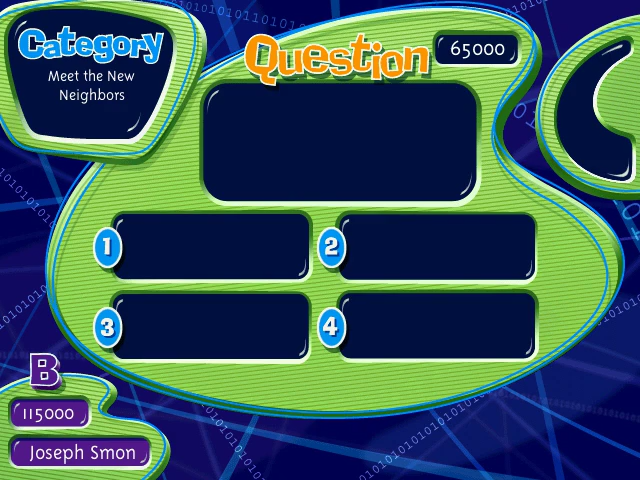 Category
Meet the New
Neighbors
Question
65000
1
2
3
4
B
115000
Joseph Smon